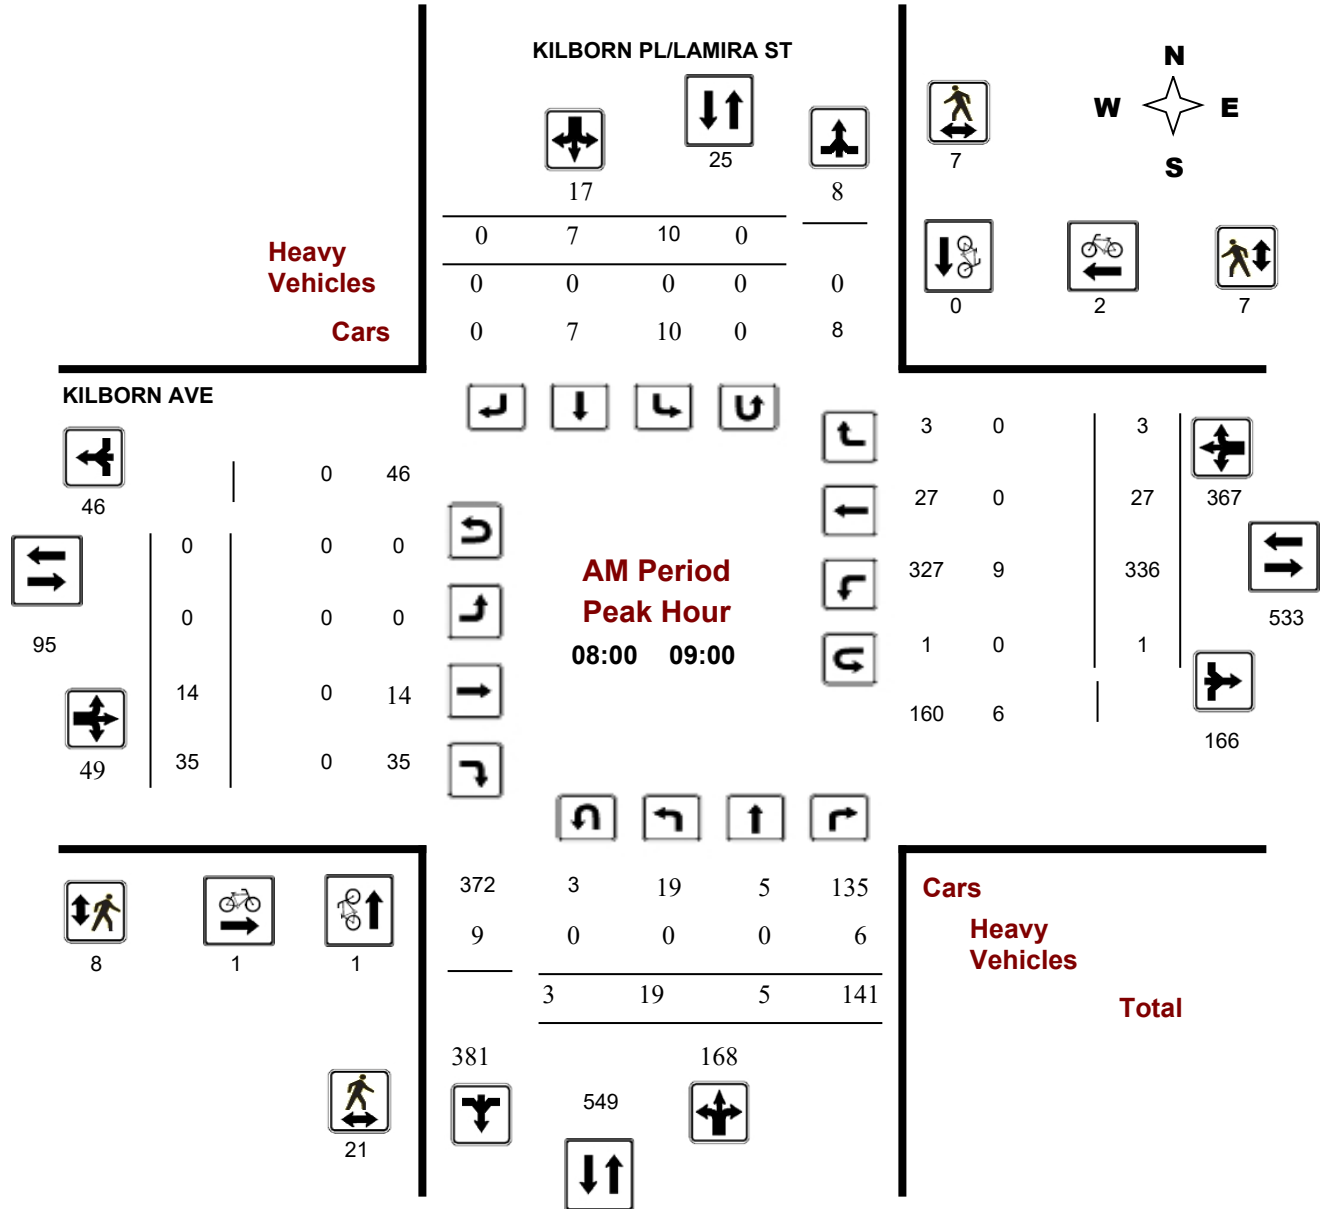 KILBORN PL/LAMIRA ST
N
W E
S
25
7
17 8
0 7 10 0
Heavy
Vehicles
0 0 0 0 0
0 2 7
Cars
0 7 10 0 8
KILBORN AVE
3 0 3
0 46
46
27 0 27 367
0 0 0
AM Period
327 9 336
Peak Hour
0 0 0
533
95
08:00 09:00
1 0 1
14 0 14
160 6
166
49 35 0 35
372 3 19 5 135
Cars
9 0 0 0 6
Heavy
Vehicles
8 1 1
3 19 5 141
Total
381 168
549
21